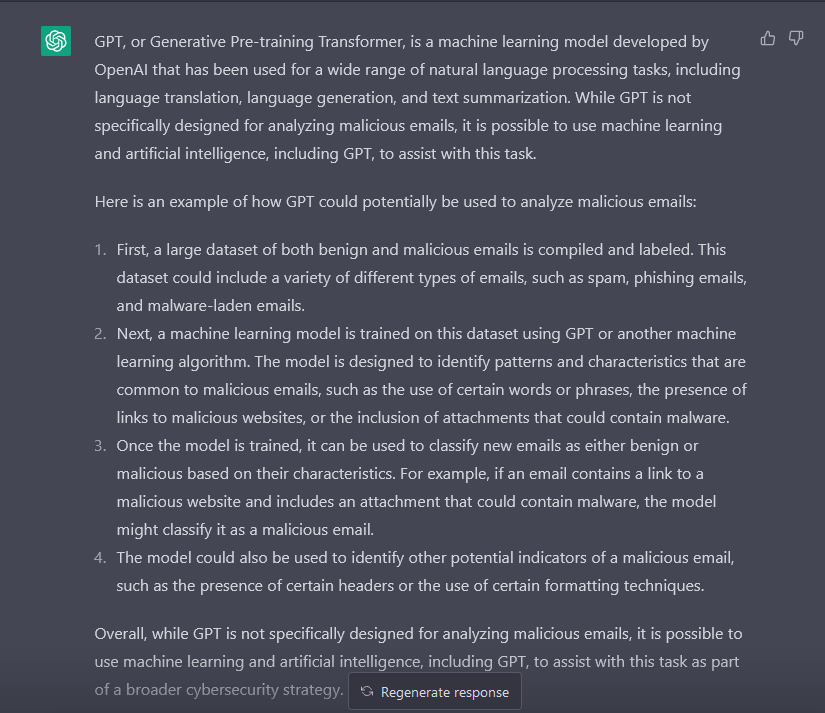 GPT, or Generative Pre-training Transformer, is a machine learning model developed by
OpenAI that has been used for a wide range of natural language processing tasks, including
language translation, language generation, and text summarization. While GPT is not
specifically designed for analyzing malicious emails, it is possible to use machine learning
and artificial intelligence, including GPT, to assist with this task.
Here is an example of how GPT could potentially be used to analyze malicious emails:
1. First, a large dataset of both benign and malicious emails is compiled and labeled. This
dataset could include a variety of different types of emails, such as spam, phishing emails,
and malware-laden emails.
2. Next, a machine learning model is trained on this dataset using GPT or another machine
learning algorithm. The model is designed to identify patterns and characteristics that are
common to malicious emails, such as the use of certain words or phrases, the presence of
links to malicious websites, or the inclusion of attachments that could contain malware.
3. Once the model is trained, it can be used to classify new emails as either benign or
malicious based on their characteristics. For example, if an email contains a link to a
malicious website and includes an attachment that could contain malware, the model
might classify it as a malicious email.
4. The model could also be used to identify other potential indicators of a malicious email,
such as the presence of certain headers or the use of certain formatting techniques.
Overall, while GPT is not specifically designed for analyzing malicious emails, it is possible to
use machine learning and artificial intelligence, including GPT, to assist with this task as part
of a broader cybersecurity strategy.
Regenerate response